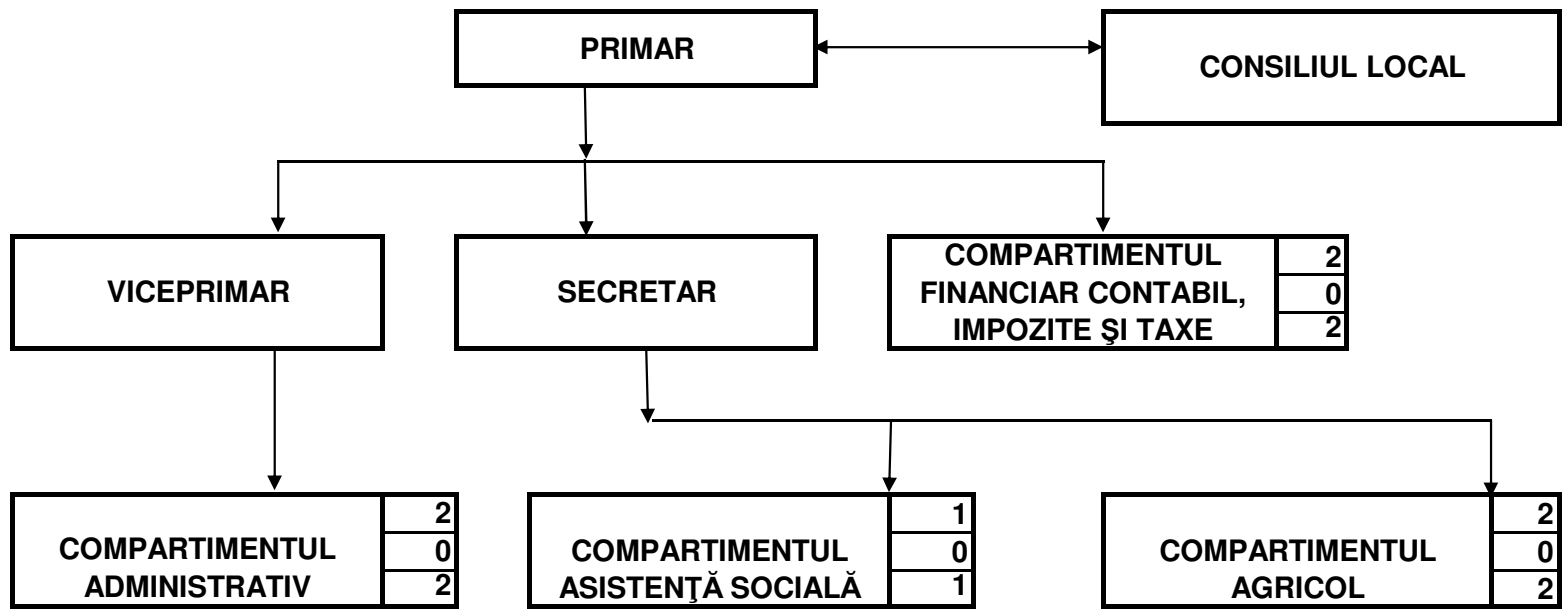 PRIMAR
CONSILIUL LOCAL
VICEPRIMAR
SECRETAR
COMPARTIMENTUL
FINANCIAR CONTABIL,
IMPOZITE ŞI TAXE
2
0
2
COMPARTIMENTUL
ADMINISTRATIV
2
0
2
COMPARTIMENTUL
ASISTENŢĂ SOCIALĂ
1
0
1
COMPARTIMENTUL
AGRICOL
2
0
2